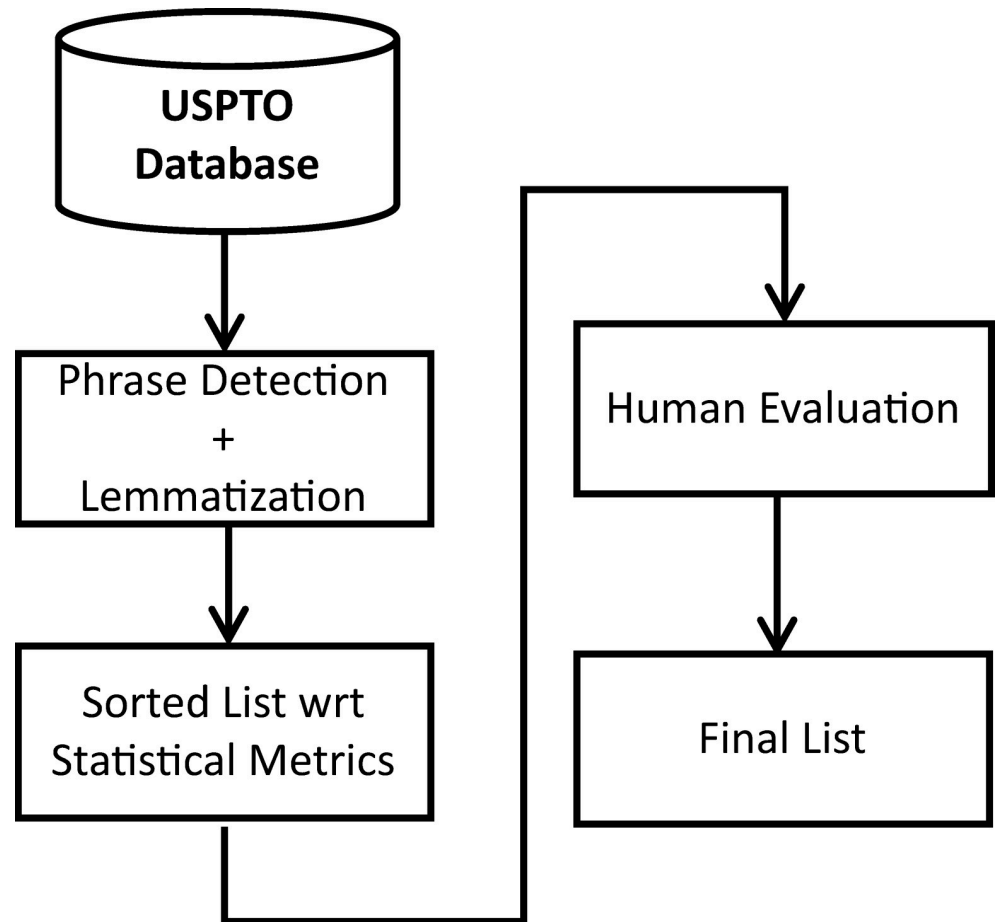 USPTO
Database
Phrase Detection
+
Lemmatization
Sorted List wrt
Statistical Metrics
Human Evaluation
Final List